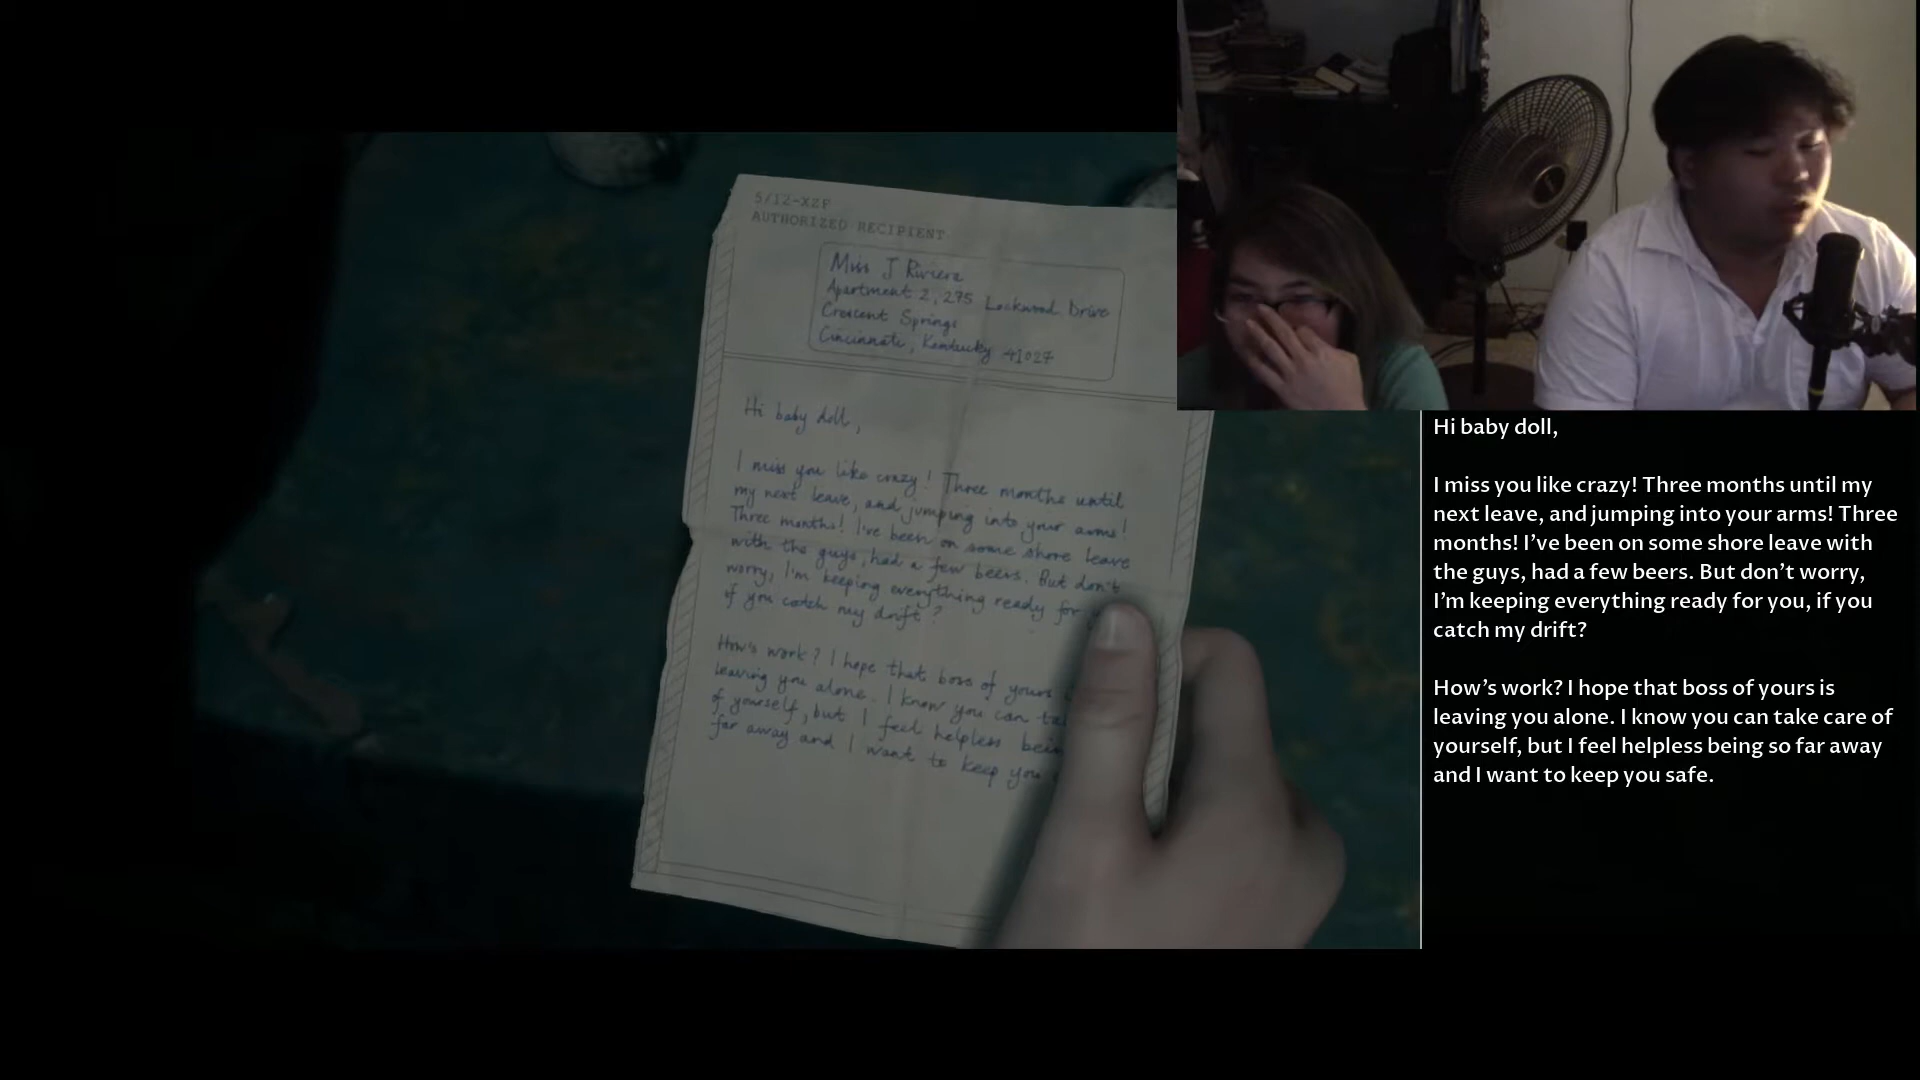 5/12-XZP
AUTHORIZED RECIPIENT
Miss J Riviera
Apartment 2, 275 Lockwood Drive
Crescent Springs
Cincinnati, Kentucky 41027
Hi baby doll,
I miss you like crazy! Three months until
my next leave, and jumping into your arms!
Three months! I've been on some shore leave
with the guys, had a few beers. But don't
worry, I'm keeping everything ready for
if you catch my drift?
How's work? I hope that boss of yours
leaving you alone. I know you can
of yourself, but I feel helpless
far away and I want to keep you
Hi baby doll,
I miss you like crazy! Three months until my
next leave, and jumping into your arms! Three
months! I've been on some shore leave with
the guys, had a few beers. But don't worry,
I'm keeping everything ready for you, if you
catch my drift?
How's work? I hope that boss of yours is
leaving you alone. I know you can take care of
yourself, but I feel helpless being so far away
and I want to keep you safe.